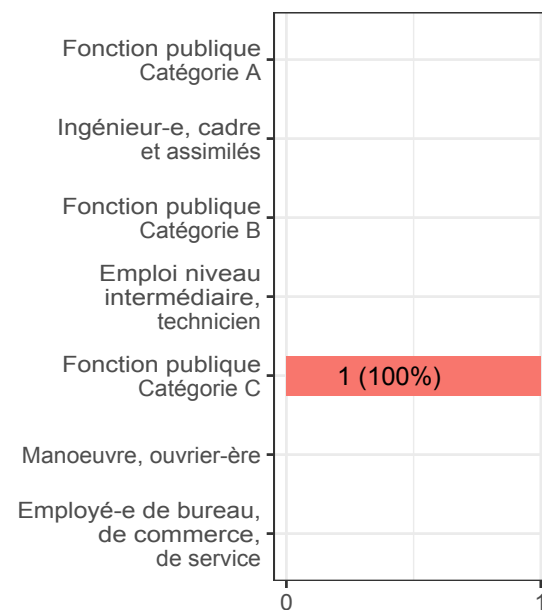 Fonction publique
Catégorie A
Ingénieur-e, cadre
et assimilés
Fonction publique
Catégorie B
Emploi niveau
intermédiaire,
technicien
Fonction publique
Catégorie C
1 (100%)
Manoeuvre, ouvrier-ère
Employé-e de bureau,
de commerce,
de service
0
1